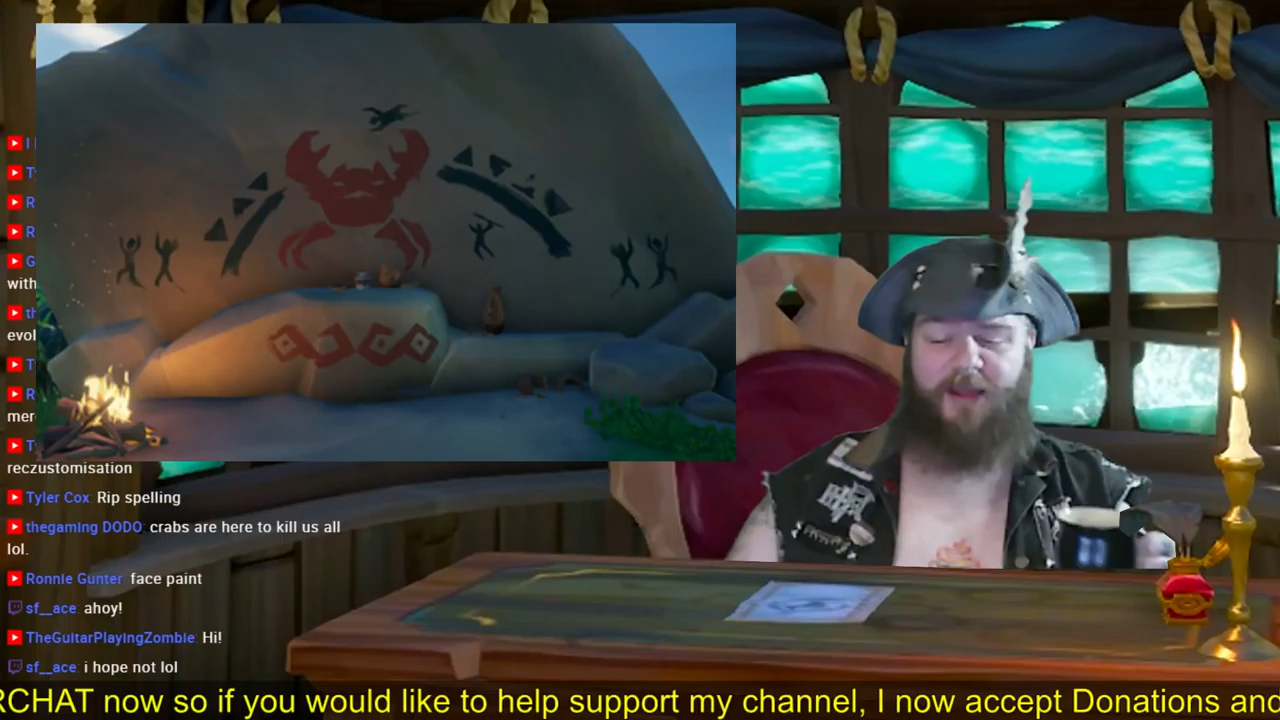 with
evol
mer
reczustomisation
Tyler Cox: Rip spelling
thegaming DODO: crabs are here to kill us all
lol.
Ronnie Gunter: face paint
sf__ace: ahoy!
TheGuitarPlayingZombie: Hi!
sf__ace: i hope not lol
RCHAT now so if you would like to help support my channel, I now accept Donations and